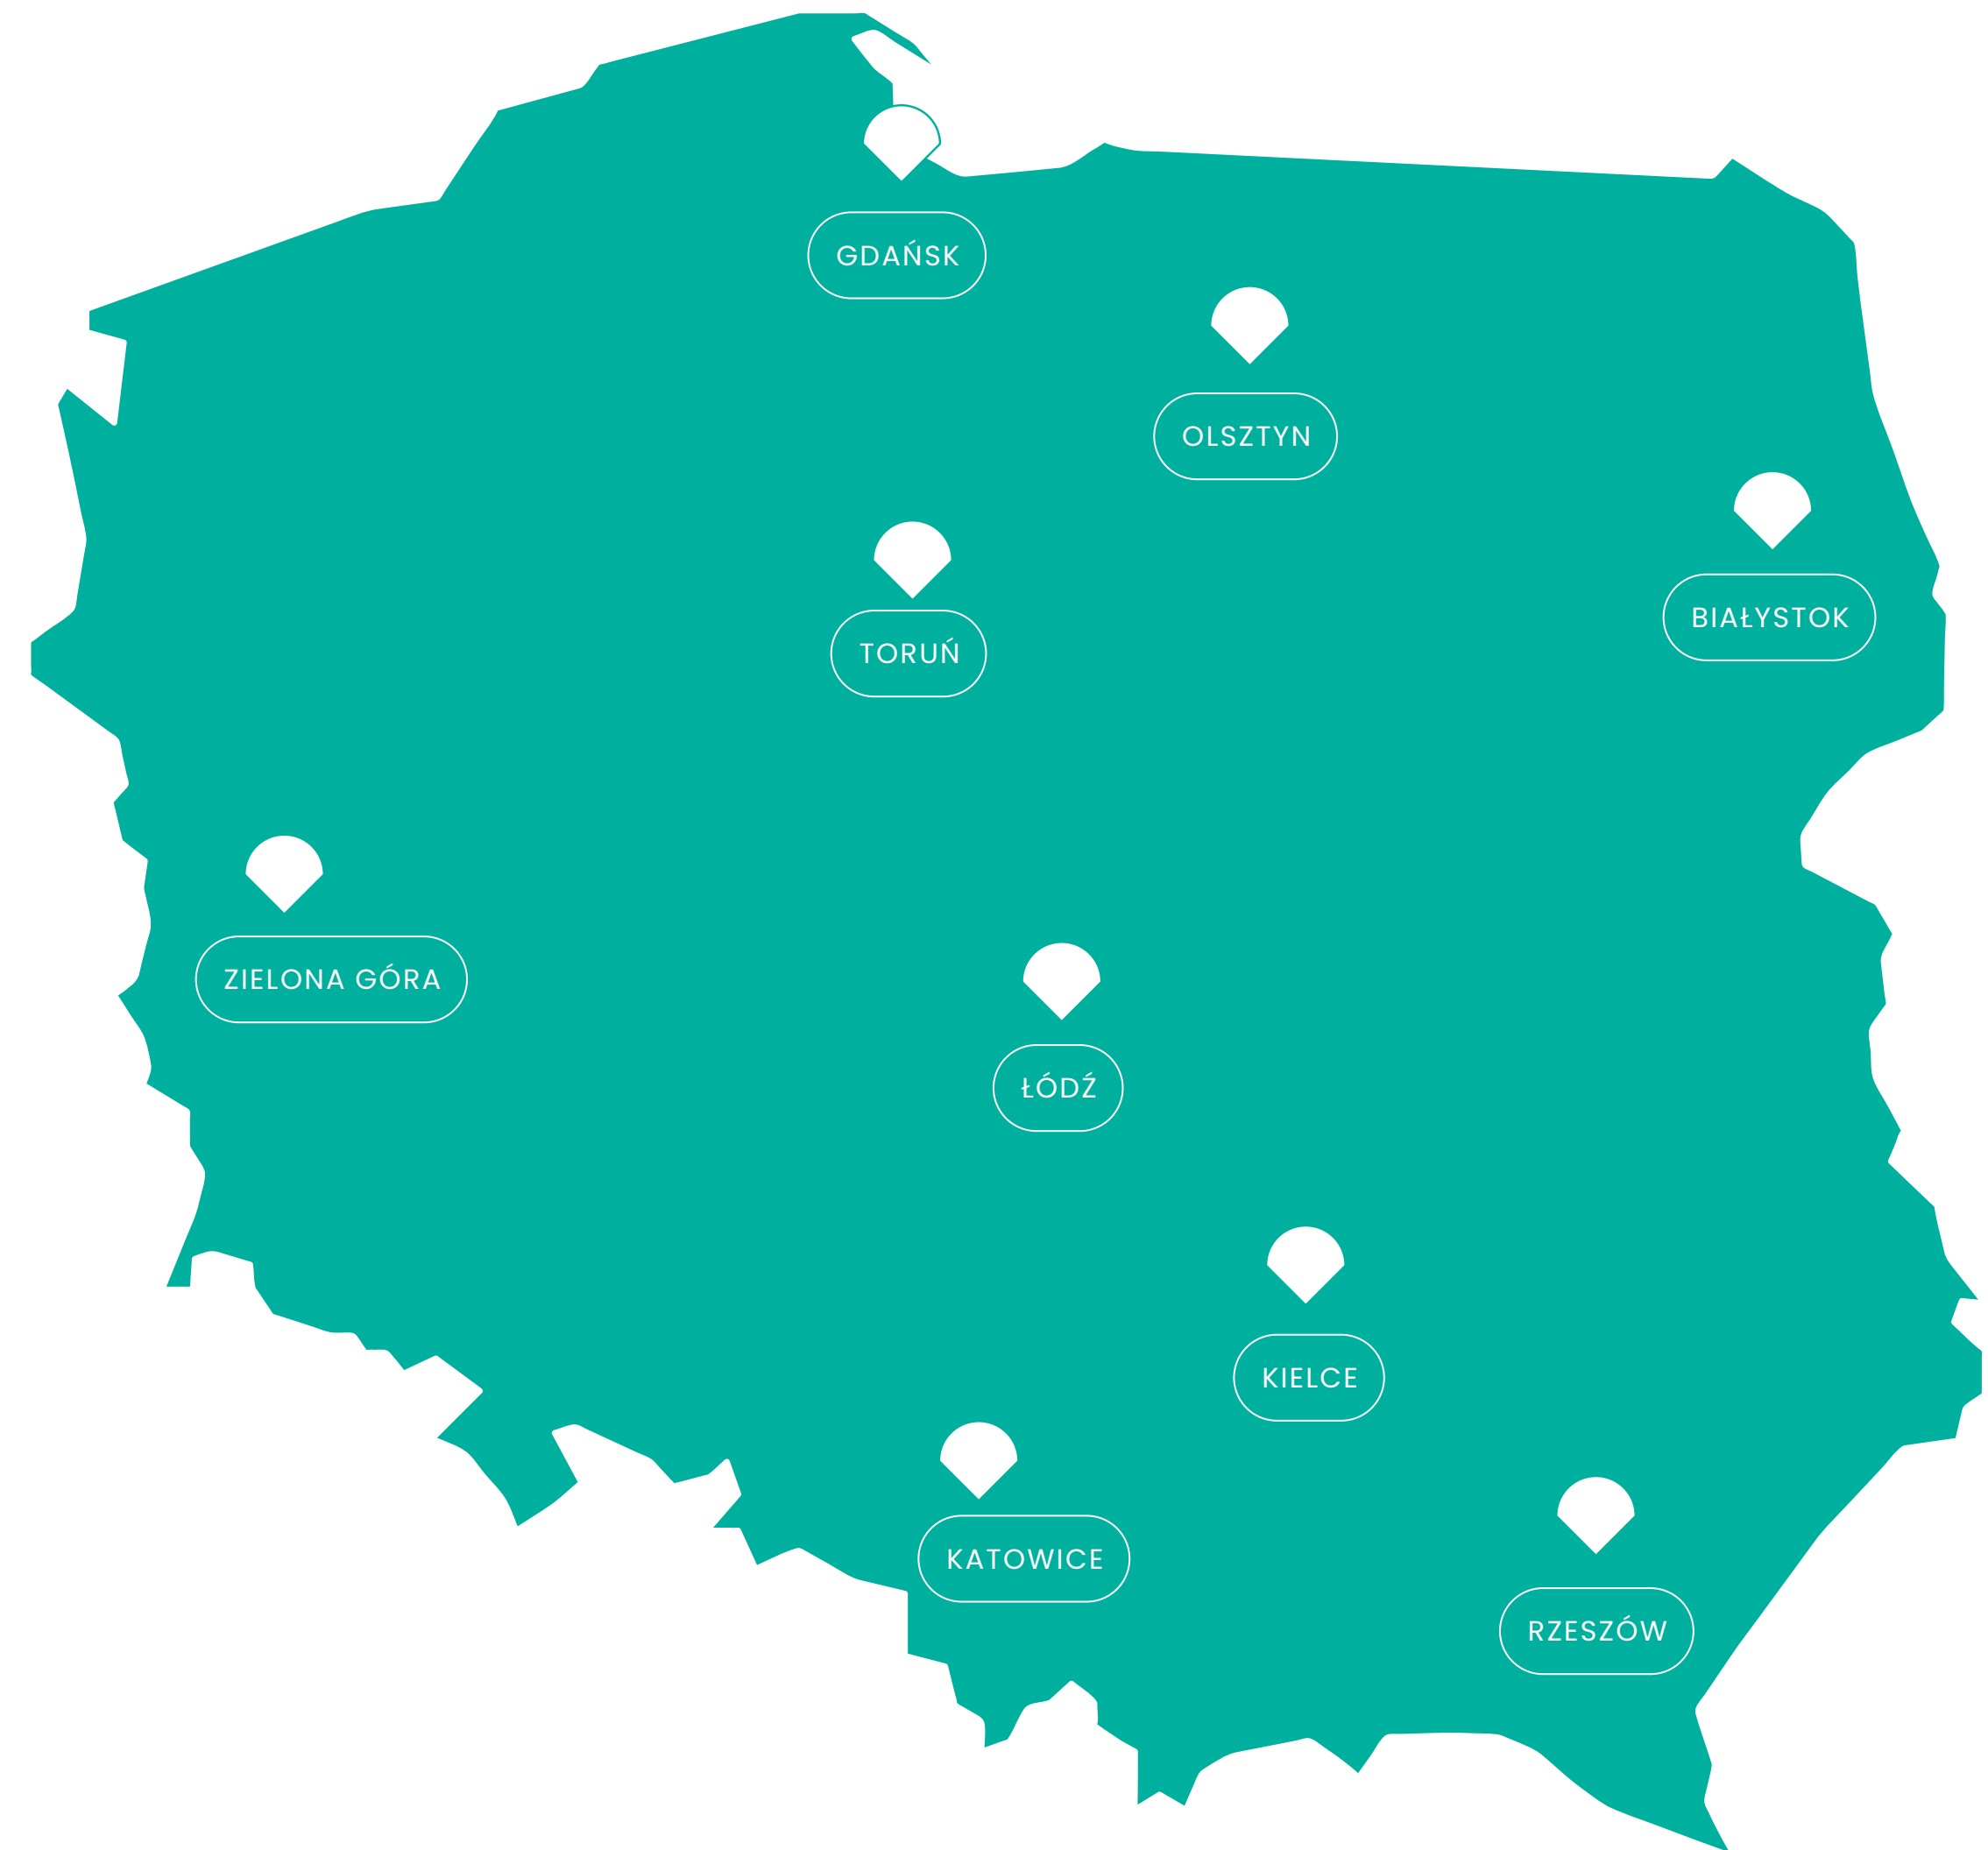 GDAŃSK
OLSZTYN
BIAŁYSTOK
TORUŃ
ZIELONA GÓRA
ŁÓDŹ
KIELCE
KATOWICE
RZESZÓW